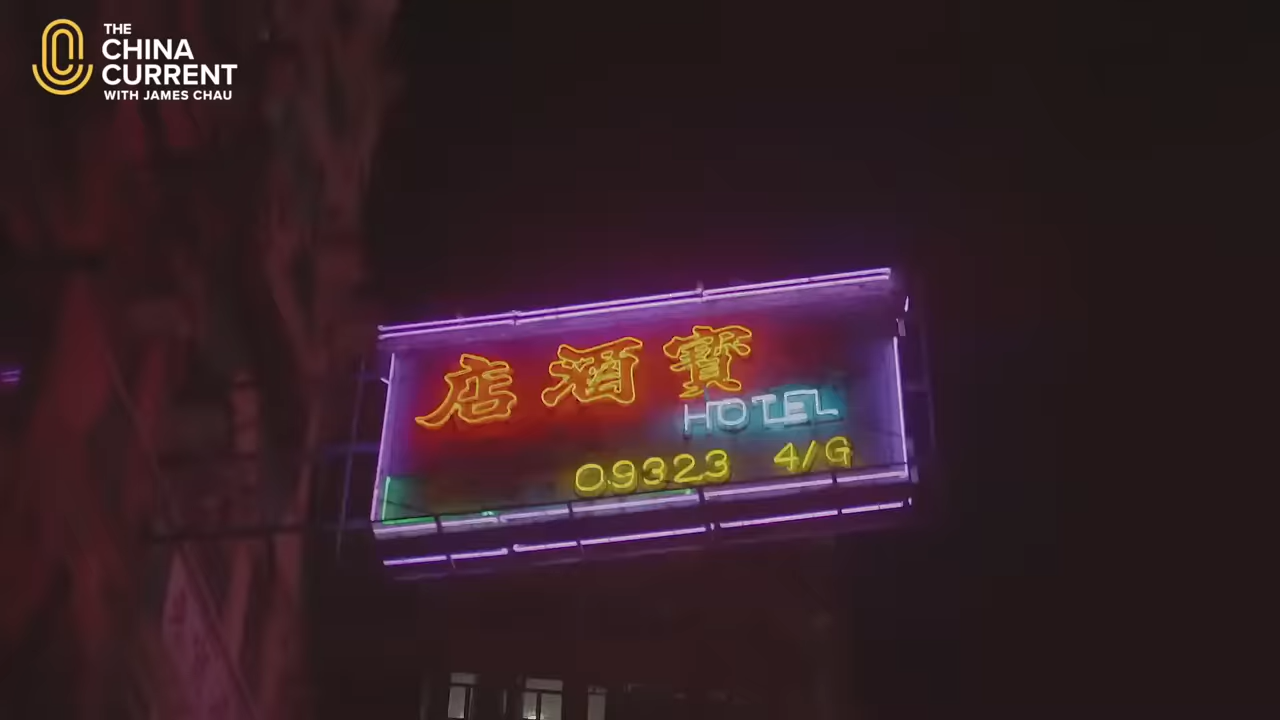 THE
CHINA
CURRENT
WITH JAMES CHAU
寶酒店
HOTEL
09323 4/G